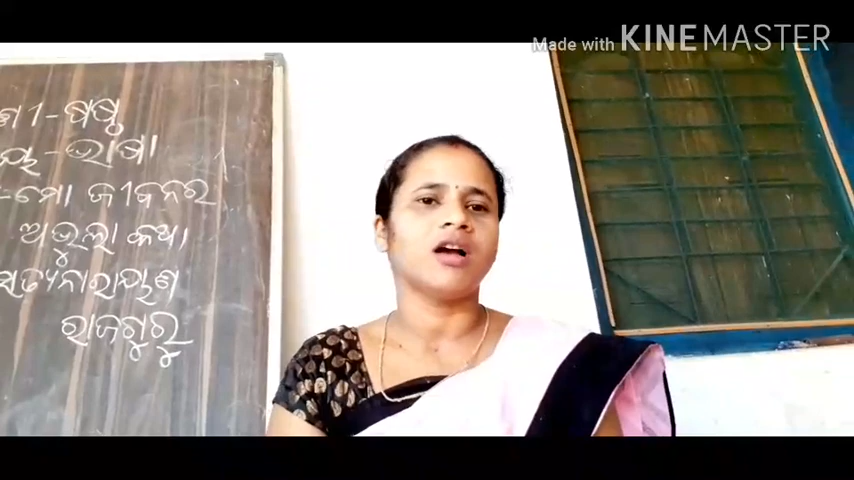 Made with KINEMASTER
ଣୀ-ଷଷ୍ଠ
ୟ-ଭାଷା
-ମୋ ଜୀବନର
ଅଭୁଲା କଥା
ସତ୍ୟନାରାୟଣ
ରାଜଗୁରୁ